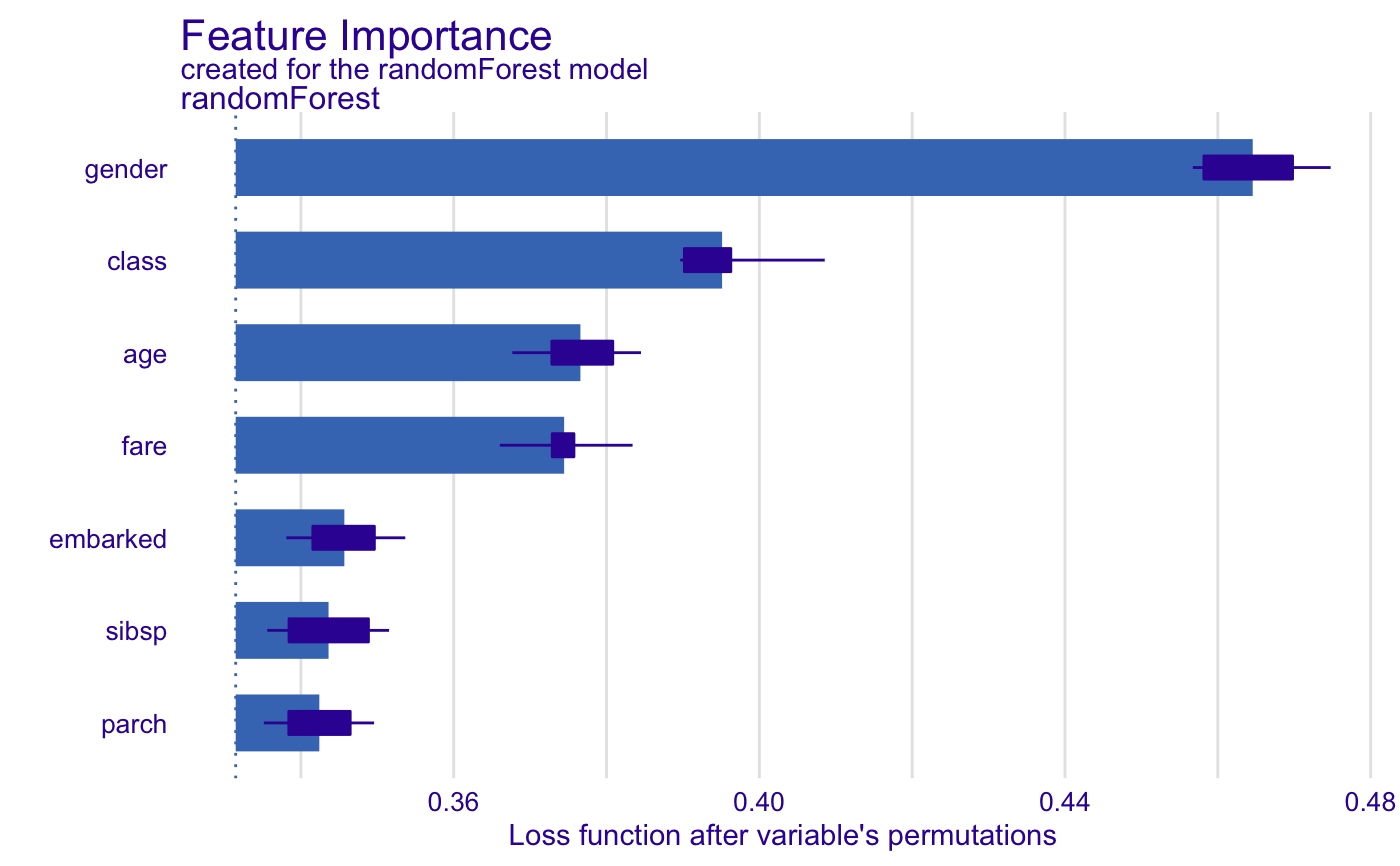 Feature Importance
created for the randomForest model
randomForest
gender
class
age
fare
embarked
sibsp
parch
0.36 0.40 0.44 0.48
Loss function after variable's permutations